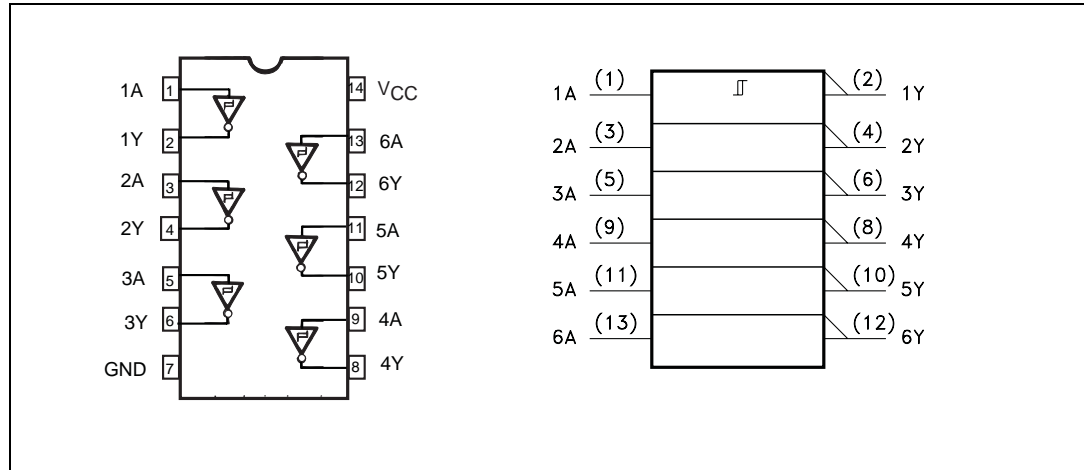 1A 1
1Y 2
2A 3
2Y 4
3A 5
3Y 6
GND 7
14 VCC
13 6A
12 6Y
11 5A
10 5Y
9 4A
8 4Y
1A (1) (2) 1Y
2A (3) (4) 2Y
3A (5) (6) 3Y
4A (9) (8) 4Y
5A (11) (10) 5Y
6A (13) (12) 6Y